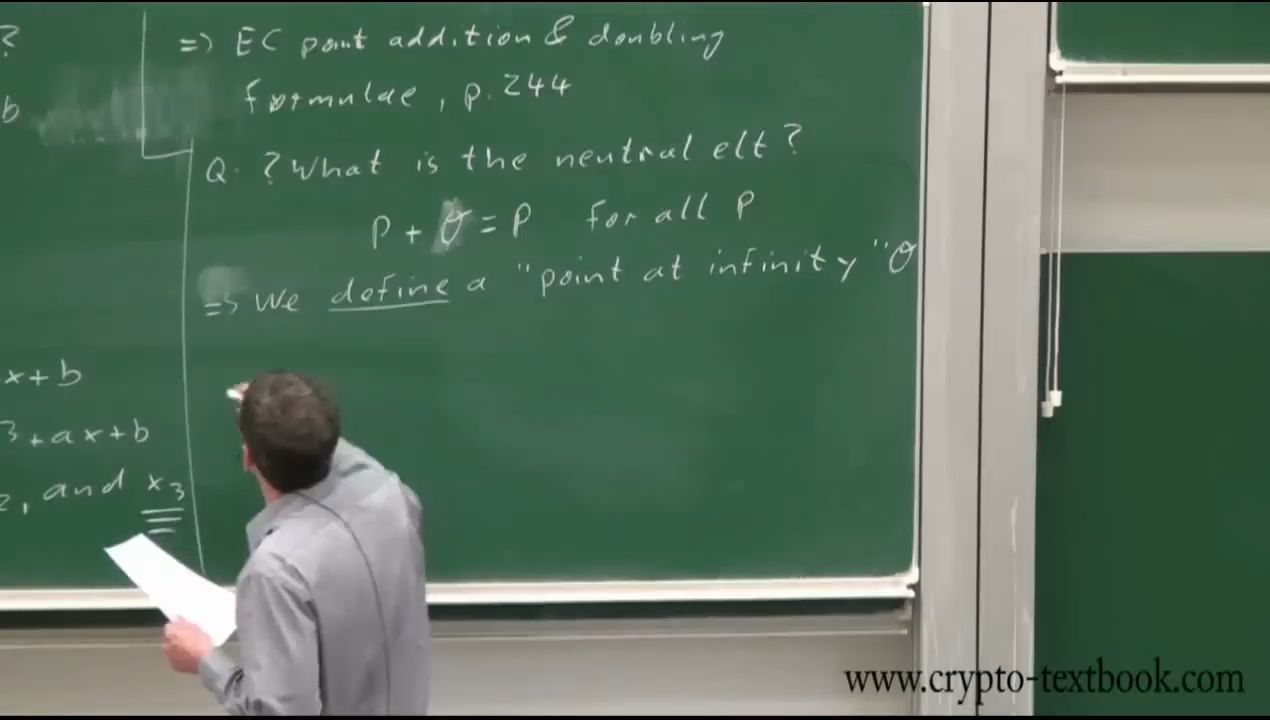 ?
b
x+b
3+ax+b
2, and x3
=> EC point addition & doubling
formulae, p. 244
Q: ? What is the neutral elt?
P + O = P for all P
=> We define a "point at infinity" O
www.crypto-textbook.com